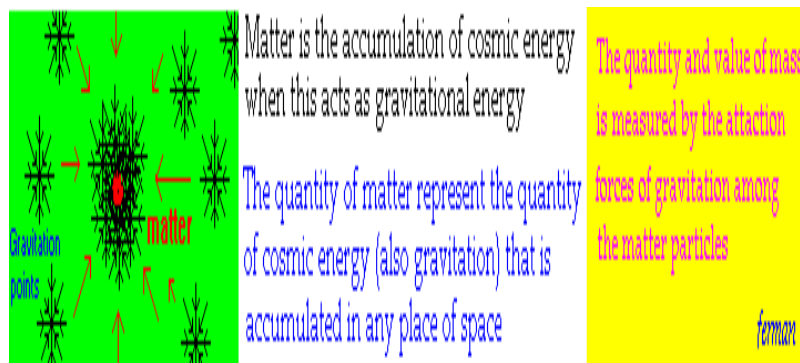 Gravitation
points
matter
Matter is the accumulation of cosmic energy
when this acts as gravitational energy
The quantity of matter represent the quantity
of cosmic energy (also gravitation) that is
accumulated in any place of space
The quantity and value of mass
is measured by the attaction
forces of gravitation among
the matter particles
ferman